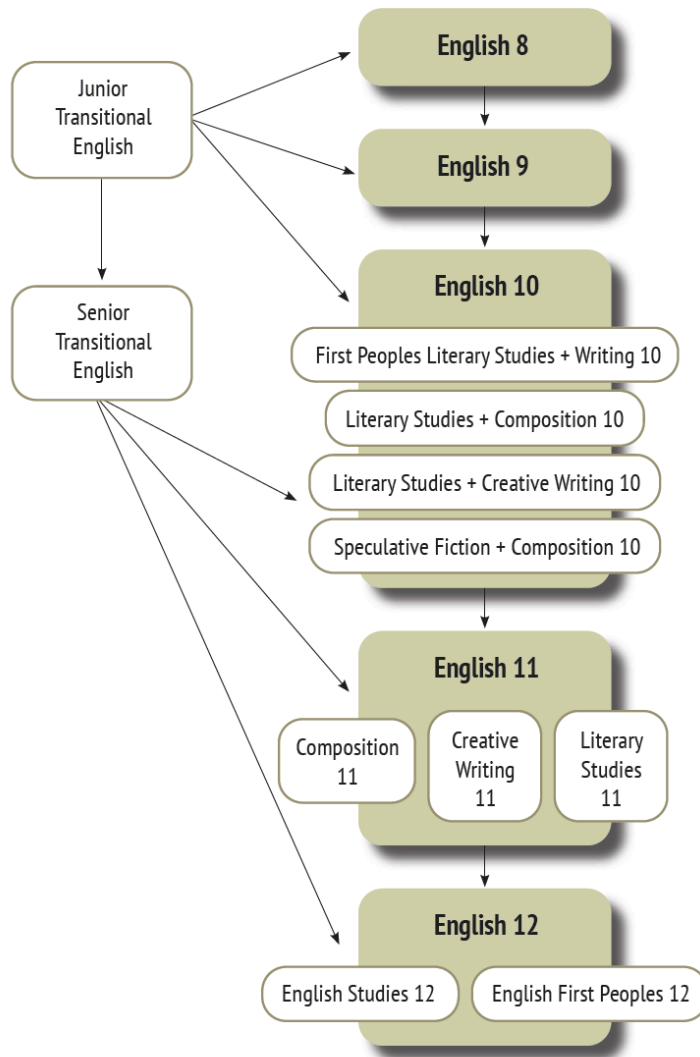 English 8
Junior
Transitional
English
English 9
English 10
Senior
Transitional
English
First Peoples Literary Studies + Writing 10
Literary Studies + Composition 10
Literary Studies + Creative Writing 10
Speculative Fiction + Composition 10
English 11
Composition
11
Creative
Writing
11
Literary
Studies
11
English 12
English Studies 12
English First Peoples 12